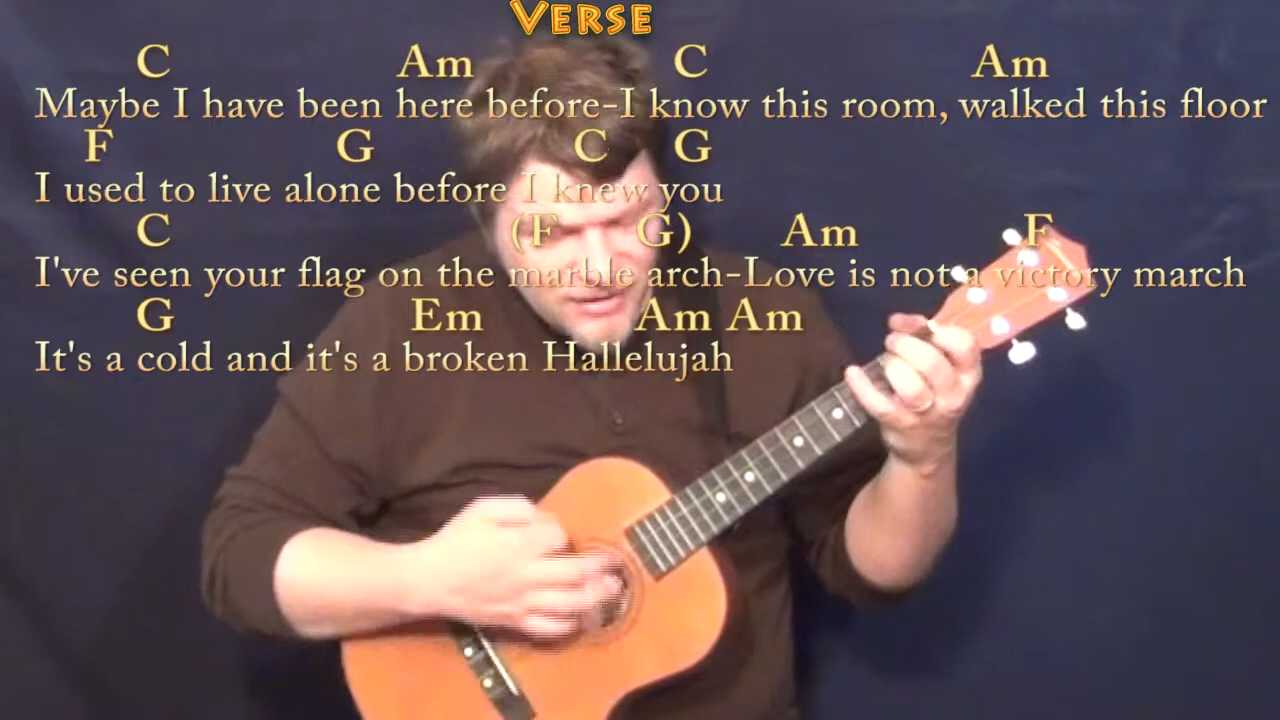 VERSE
C Am C Am
Maybe I have been here before-I know this room, walked this floor
F G C G
I used to live alone before I knew you
C (F G) Am F
I've seen your flag on the marble arch-Love is not a victory march
G Em Am Am
It's a cold and it's a broken Hallelujah